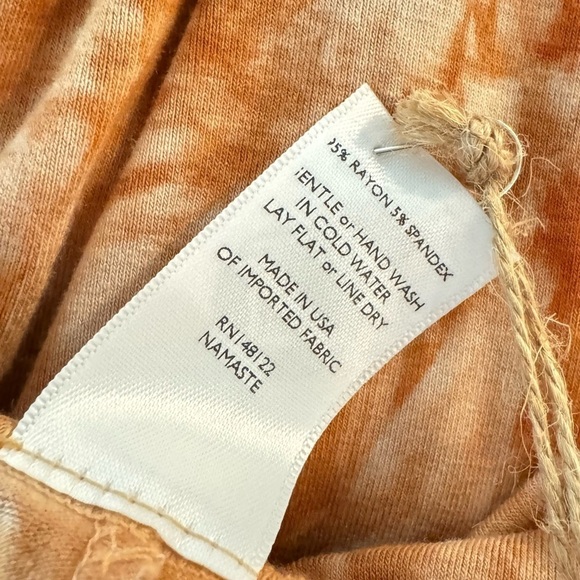 95% RAYON 5% SPANDEX
GENTLE or HAND WASH
IN COLD WATER
LAY FLAT or LINE DRY
MADE IN USA
OF IMPORTED FABRIC
RN148122
NAMASTE